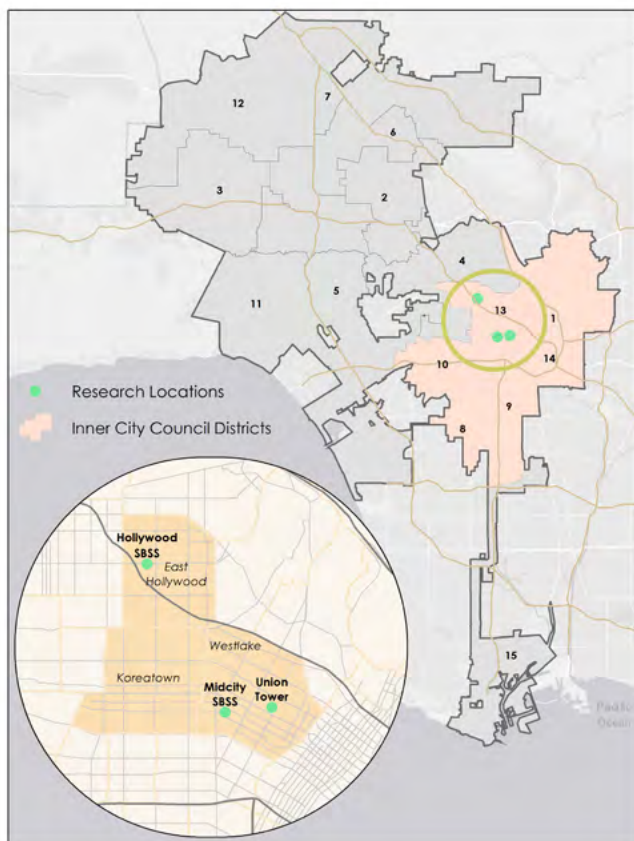 12
7
6
3
2
4
11
5
13
1
14
10
9
8
15
Research Locations
Inner City Council Districts
Hollywood
SBSS
East
Hollywood
Westlake
Koreatown
Midcity
SBSS
Union
Tower